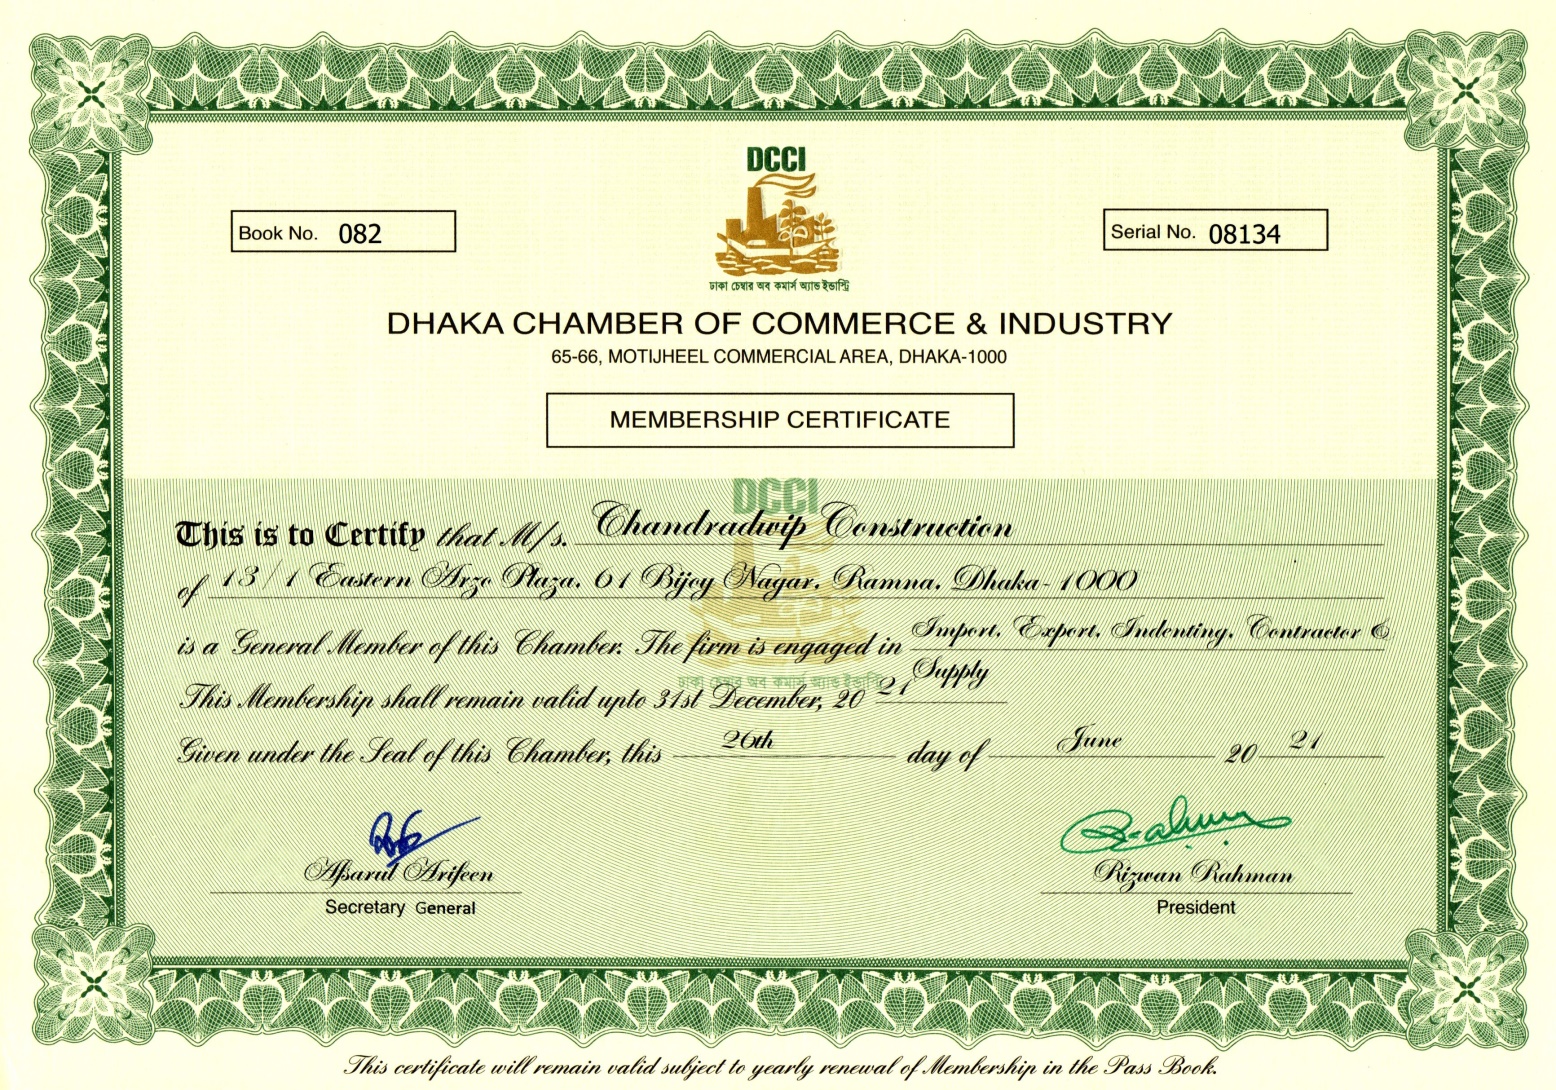 DCCI
ঢাকা চেম্বার অব কমার্স অ্যান্ড ইন্ডাস্ট্রি
Book No. 082
Serial No. 08134
DHAKA CHAMBER OF COMMERCE & INDUSTRY
65-66, MOTIJHEEL COMMERCIAL AREA, DHAKA-1000
MEMBERSHIP CERTIFICATE
DCCI
This is to Certify that M/s. Chandradwip Construction
of 13/1 Eastern Arzo Plaza, 61 Bijoy Nagar, Ramna, Dhaka-1000
is a General Member of this Chamber. The firm is engaged in Import, Export, Indenting, Contractor &
Supply
ঢাকা চেম্বার অব কমার্স অ্যান্ড ইন্ডাস্ট্রি
This Membership shall remain valid upto 31st December, 20 21
Given under the Seal of this Chamber, this 26th day of June 20 21
Afsarul Arifeen
Secretary General
Rizwan Rahman
President
This certificate will remain valid subject to yearly renewal of Membership in the Pass Book.